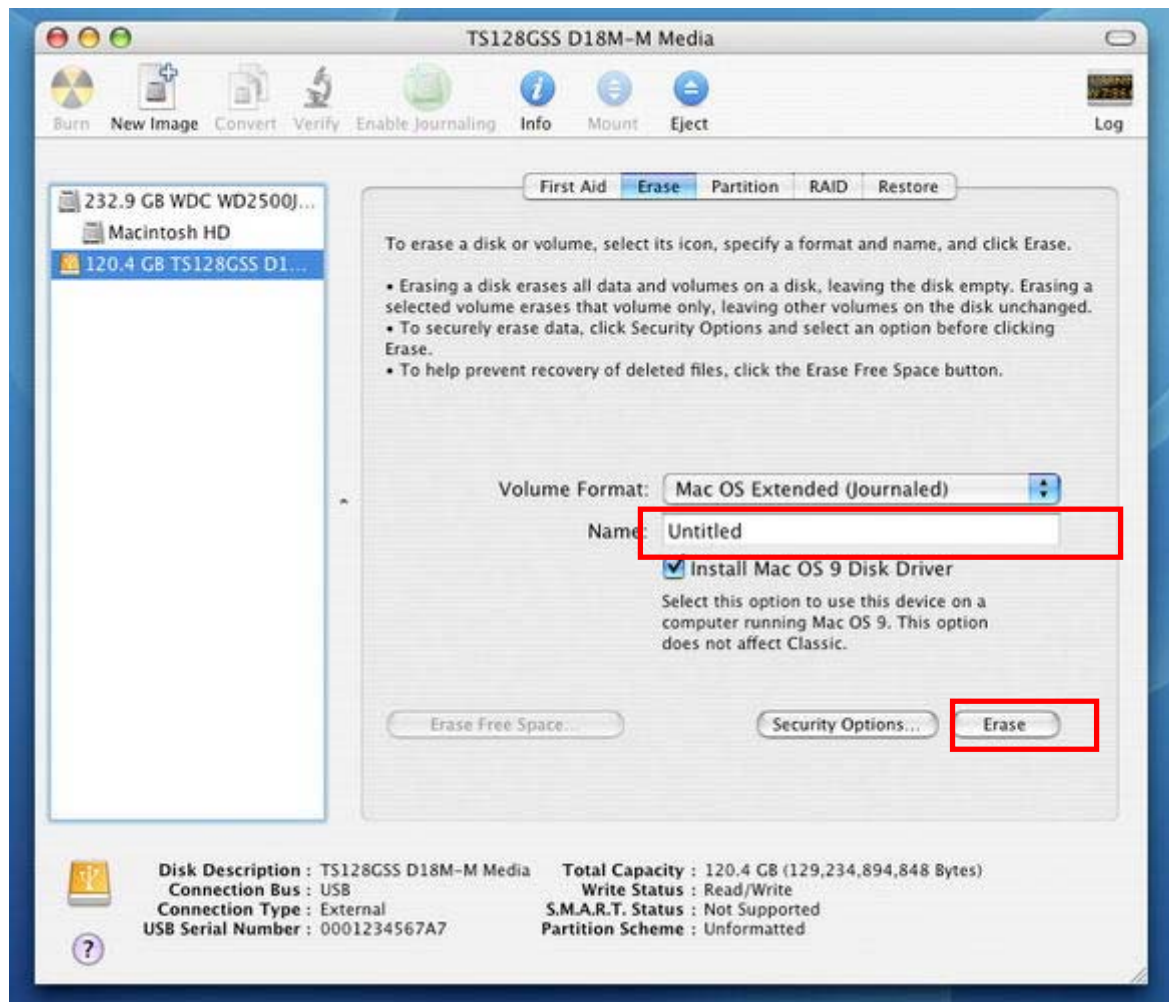 TS128GSS D18M-M Media
Burn New Image Convert Verify Enable Journaling Info Mount Eject Log
First Aid Erase Partition RAID Restore
232.9 GB WDC WD2500J...
Macintosh HD
120.4 GB TS128GSS D1...
To erase a disk or volume, select its icon, specify a format and name, and click Erase.
• Erasing a disk erases all data and volumes on a disk, leaving the disk empty. Erasing a
selected volume erases that volume only, leaving other volumes on the disk unchanged.
• To securely erase data, click Security Options and select an option before clicking
Erase.
• To help prevent recovery of deleted files, click the Erase Free Space button.
Volume Format: Mac OS Extended (Journaled)
Name: Untitled
Install Mac OS 9 Disk Driver
Select this option to use this device on a
computer running Mac OS 9. This option
does not affect Classic.
Erase Free Space... Security Options... Erase
Disk Description : TS128GSS D18M-M Media Total Capacity : 120.4 GB (129,234,894,848 Bytes)
Connection Bus : USB Write Status : Read/Write
Connection Type : External S.M.A.R.T. Status : Not Supported
USB Serial Number : 0001234567A7 Partition Scheme : Unformatted
?